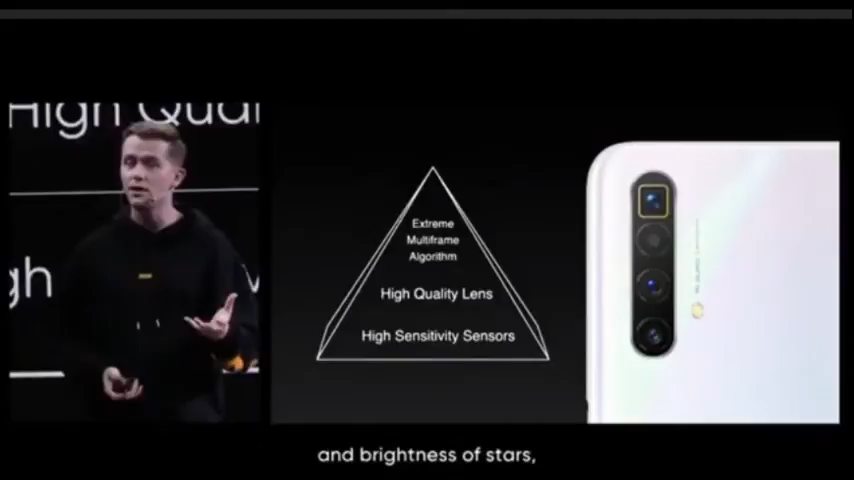 High Qual
gh
Extreme
Multiframe
Algorithm
High Quality Lens
High Sensitivity Sensors
and brightness of stars,